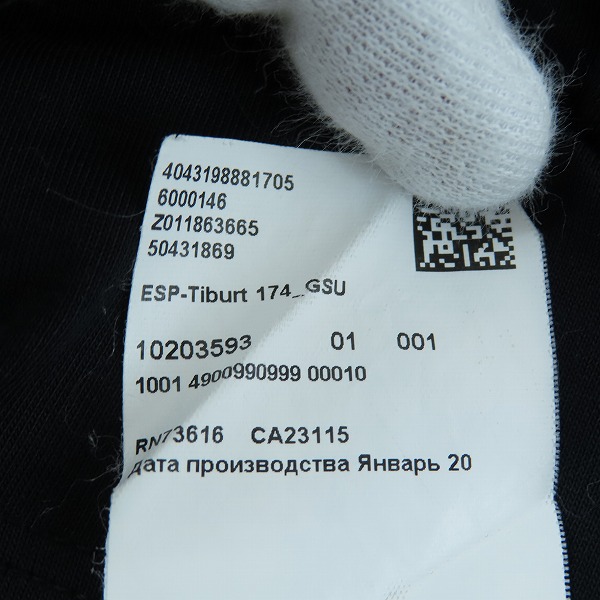 4043198881705
6000146
Z011863665
50431869
ESP-Tiburt 174_GSU
10203593 01 001
1001 4900990999 00010
RN73616 CA23115
Дата производства Январь 20